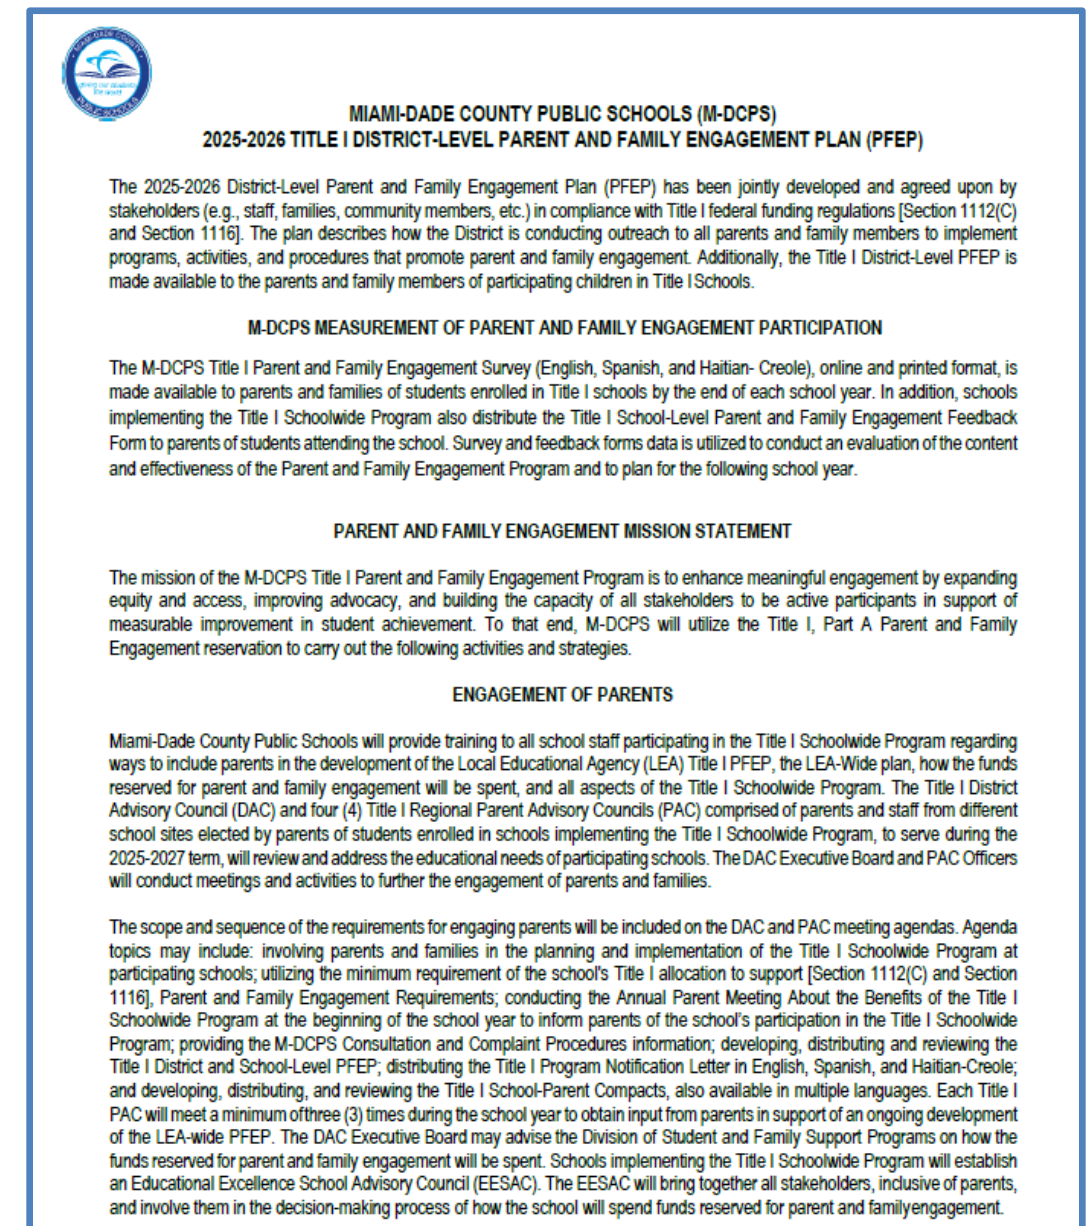 MIAMI-DADE COUNTY
giving our students
the world
PUBLIC SCHOOLS
MIAMI-DADE COUNTY PUBLIC SCHOOLS (M-DCPS)
2025-2026 TITLE I DISTRICT-LEVEL PARENT AND FAMILY ENGAGEMENT PLAN (PFEP)
The 2025-2026 District-Level Parent and Family Engagement Plan (PFEP) has been jointly developed and agreed upon by
stakeholders (e.g., staff, families, community members, etc.) in compliance with Title I federal funding regulations [Section 1112(C)
and Section 1116]. The plan describes how the District is conducting outreach to all parents and family members to implement
programs, activities, and procedures that promote parent and family engagement. Additionally, the Title I District-Level PFEP is
made available to the parents and family members of participating children in Title I Schools.
M-DCPS MEASUREMENT OF PARENT AND FAMILY ENGAGEMENT PARTICIPATION
The M-DCPS Title I Parent and Family Engagement Survey (English, Spanish, and Haitian- Creole), online and printed format, is
made available to parents and families of students enrolled in Title I schools by the end of each school year. In addition, schools
implementing the Title I Schoolwide Program also distribute the Title I School-Level Parent and Family Engagement Feedback
Form to parents of students attending the school. Survey and feedback forms data is utilized to conduct an evaluation of the content
and effectiveness of the Parent and Family Engagement Program and to plan for the following school year.
PARENT AND FAMILY ENGAGEMENT MISSION STATEMENT
The mission of the M-DCPS Title I Parent and Family Engagement Program is to enhance meaningful engagement by expanding
equity and access, improving advocacy, and building the capacity of all stakeholders to be active participants in support of
measurable improvement in student achievement. To that end, M-DCPS will utilize the Title I, Part A Parent and Family
Engagement reservation to carry out the following activities and strategies.
ENGAGEMENT OF PARENTS
Miami-Dade County Public Schools will provide training to all school staff participating in the Title I Schoolwide Program regarding
ways to include parents in the development of the Local Educational Agency (LEA) Title I PFEP, the LEA-Wide plan, how the funds
reserved for parent and family engagement will be spent, and all aspects of the Title I Schoolwide Program. The Title I District
Advisory Council (DAC) and four (4) Title I Regional Parent Advisory Councils (PAC) comprised of parents and staff from different
school sites elected by parents of students enrolled in schools implementing the Title I Schoolwide Program, to serve during the
2025-2027 term, will review and address the educational needs of participating schools. The DAC Executive Board and PAC Officers
will conduct meetings and activities to further the engagement of parents and families.
The scope and sequence of the requirements for engaging parents will be included on the DAC and PAC meeting agendas. Agenda
topics may include: involving parents and families in the planning and implementation of the Title I Schoolwide Program at
participating schools; utilizing the minimum requirement of the school's Title I allocation to support [Section 1112(C) and Section
1116], Parent and Family Engagement Requirements; conducting the Annual Parent Meeting About the Benefits of the Title I
Schoolwide Program at the beginning of the school year to inform parents of the school's participation in the Title I Schoolwide
Program; providing the M-DCPS Consultation and Complaint Procedures information; developing, distributing and reviewing the
Title I District and School-Level PFEP; distributing the Title I Program Notification Letter in English, Spanish, and Haitian-Creole;
and developing, distributing, and reviewing the Title I School-Parent Compacts, also available in multiple languages. Each Title I
PAC will meet a minimum of three (3) times during the school year to obtain input from parents in support of an ongoing development
of the LEA-wide PFEP. The DAC Executive Board may advise the Division of Student and Family Support Programs on how the
funds reserved for parent and family engagement will be spent. Schools implementing the Title I Schoolwide Program will establish
an Educational Excellence School Advisory Council (EESAC). The EESAC will bring together all stakeholders, inclusive of parents,
and involve them in the decision-making process of how the school will spend funds reserved for parent and familyengagement.